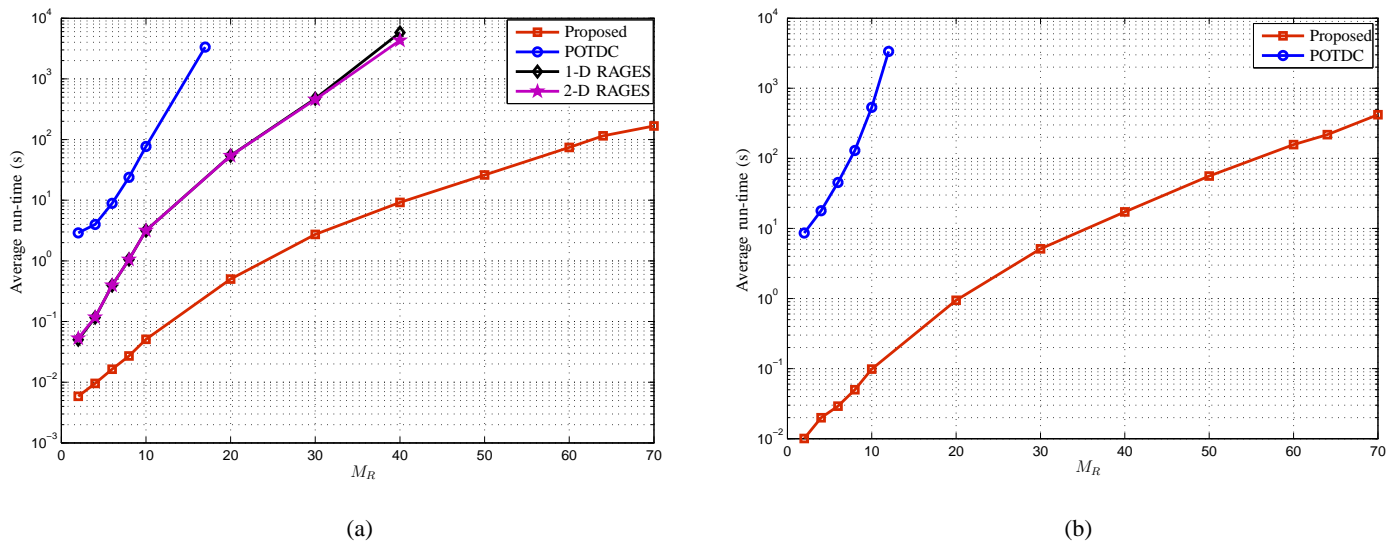 10^4
10^3
10^2
10^1
10^0
10^-1
10^-2
10^-3
Average run-time (s)
0 10 20 30 40 50 60 70
M_R
Proposed
POTDC
1-D RAGES
2-D RAGES
(a)
10^4
10^3
10^2
10^1
10^0
10^-1
10^-2
Average run-time (s)
0 10 20 30 40 50 60 70
M_R
Proposed
POTDC
(b)